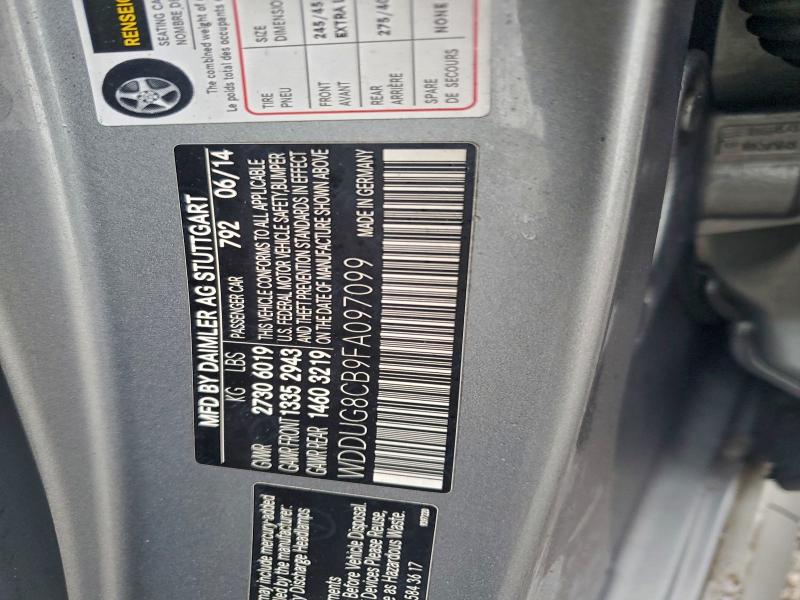 RENSEIG
SEATING CA
NOMBRE DE
The combined weight of
Le poids total des occupants
TIRE SIZE
PNEU DIMENSION
FRONT 245/45
AVANT EXTRA L
REAR 275/40
ARRIÈRE
SPARE NONE
DE SECOURS
MFD BY DAIMLER AG STUTTGART
KG LBS PASSENGER CAR 792 06/14
GVWR 2730 6019 THIS VEHICLE CONFORMS TO ALL APPLICABLE
GAWR FRONT 1335 2943 U.S. FEDERAL MOTOR VEHICLE SAFETY, BUMPER
AND THEFT PREVENTION STANDARDS IN EFFECT
GAWR REAR 1460 3219 ON THE DATE OF MANUFACTURE SHOWN ABOVE
WDDUG8CB9FA097099 MADE IN GERMANY
may include mercury-added
led by the manufacturer:
y Discharge Headlamps
ments
Before Vehicle Disposal.
Devices Please Reuse,
e as Hazardous Waste.
584 36 17